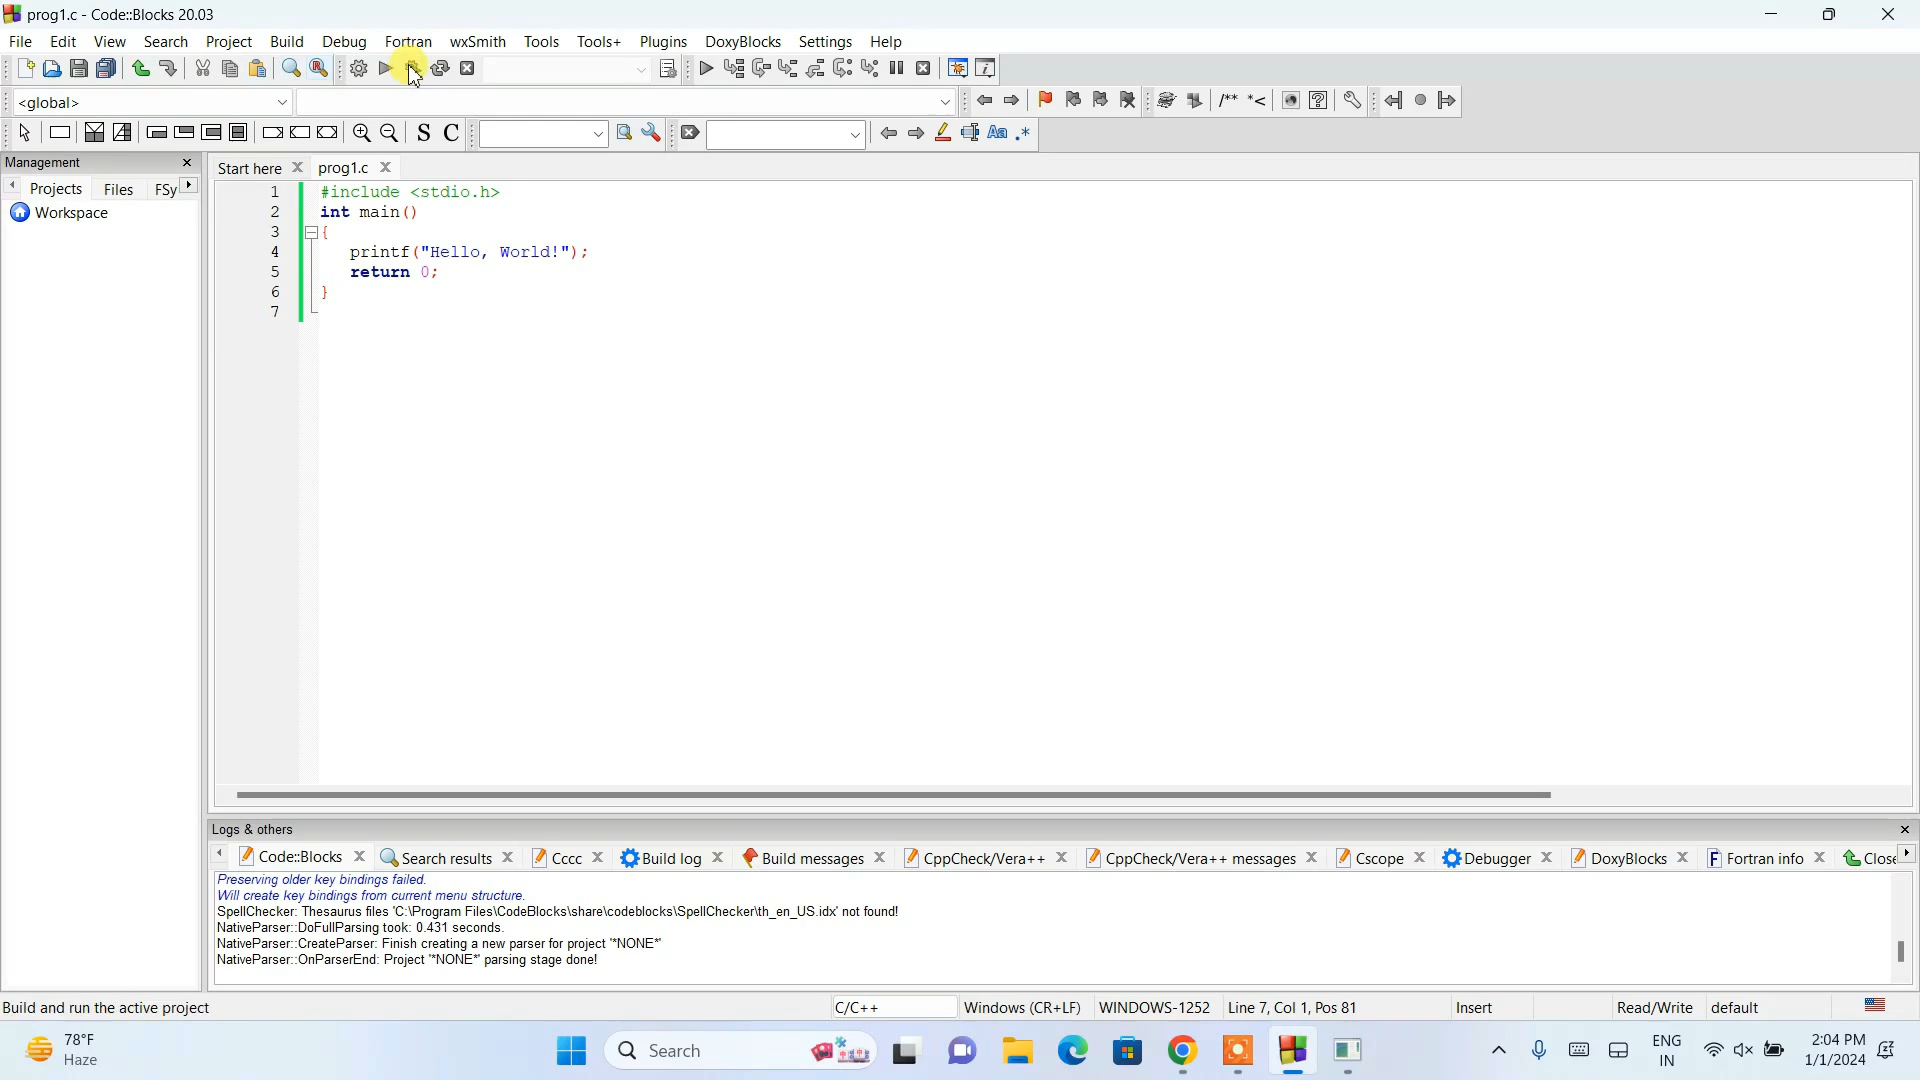 prog1.c - Code::Blocks 20.03
File Edit View Search Project Build Debug Fortran wxSmith Tools Tools+ Plugins DoxyBlocks Settings Help
<global>
/** *<
S C
Aa .*
Management
Start here prog1.c
Projects Files FSy
Workspace
1 #include <stdio.h>
2 int main()
3 {
4 printf("Hello, World!");
5 return 0;
6 }
7
Logs & others
Code::Blocks Search results Cccc Build log Build messages CppCheck/Vera++ CppCheck/Vera++ messages Cscope Debugger DoxyBlocks Fortran info Close
Preserving older key bindings failed.
Will create key bindings from current menu structure.
SpellChecker: Thesaurus files 'C:\Program Files\CodeBlocks\share\codeblocks\SpellChecker\th_en_US.idx' not found!
NativeParser::DoFullParsing took: 0.431 seconds.
NativeParser::CreateParser: Finish creating a new parser for project '*NONE*'
NativeParser::OnParserEnd: Project '*NONE*' parsing stage done!
Build and run the active project C/C++ Windows (CR+LF) WINDOWS-1252 Line 7, Col 1, Pos 81 Insert Read/Write default
78°F
Haze
Search
ENG
IN
2:04 PM
1/1/2024